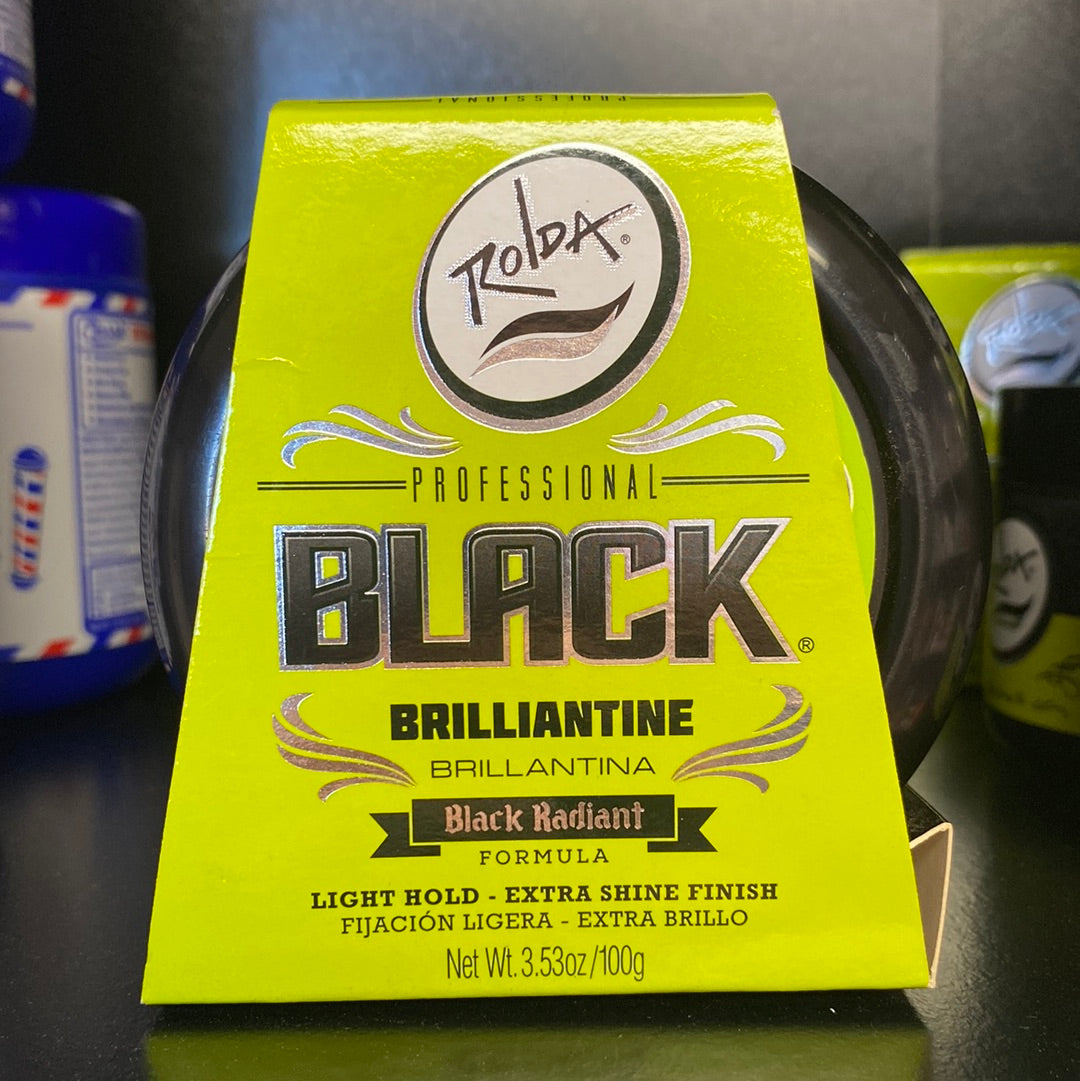 PROFESSIONAL
ROlDA®
PROFESSIONAL
BLACK®
BRILLIANTINE
BRILLANTINA
Black Radiant
FORMULA
LIGHT HOLD - EXTRA SHINE FINISH
FIJACIÓN LIGERA - EXTRA BRILLO
Net Wt. 3.53oz/100g